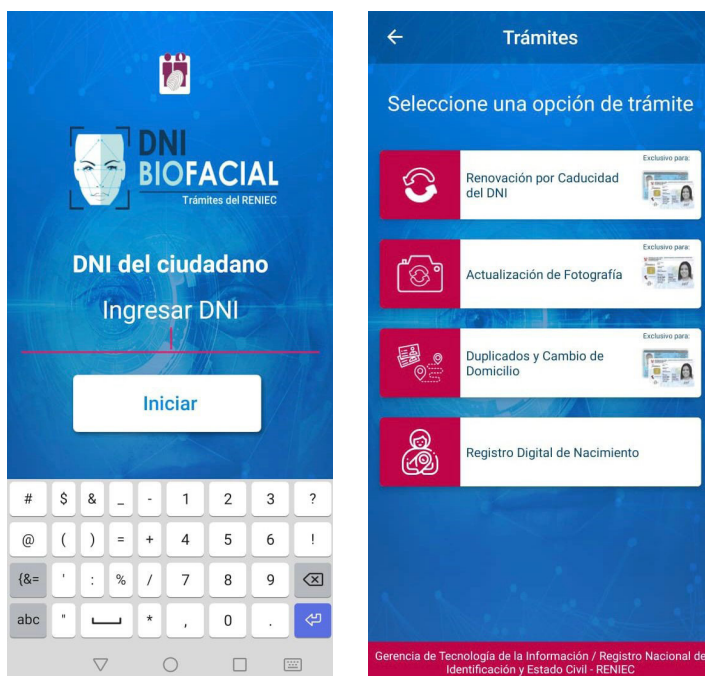 DNI
BIOFACIAL
Trámites del RENIEC
DNI del ciudadano
Ingresar DNI
Iniciar
# $ & _ - 1 2 3 ?
@ ( ) = + 4 5 6 !
{&= ' : % / 7 8 9
abc " * , 0 .
Trámites
Seleccione una opción de trámite
Renovación por Caducidad
del DNI
Exclusivo para:
Actualización de Fotografía
Exclusivo para:
Duplicados y Cambio de
Domicilio
Exclusivo para:
Registro Digital de Nacimiento
Gerencia de Tecnología de la Información / Registro Nacional de
Identificación y Estado Civil - RENIEC